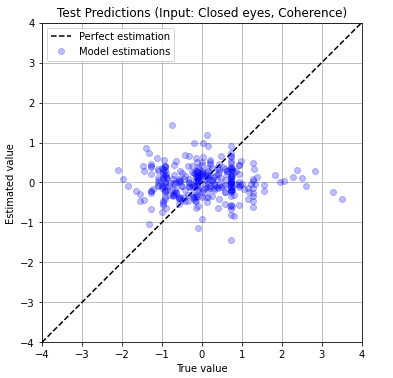 Test Predictions (Input: Closed eyes, Coherence)
Perfect estimation
Model estimations
4
3
2
1
0
−1
−2
−3
−4
Estimated value
−4 −3 −2 −1 0 1 2 3 4
True value